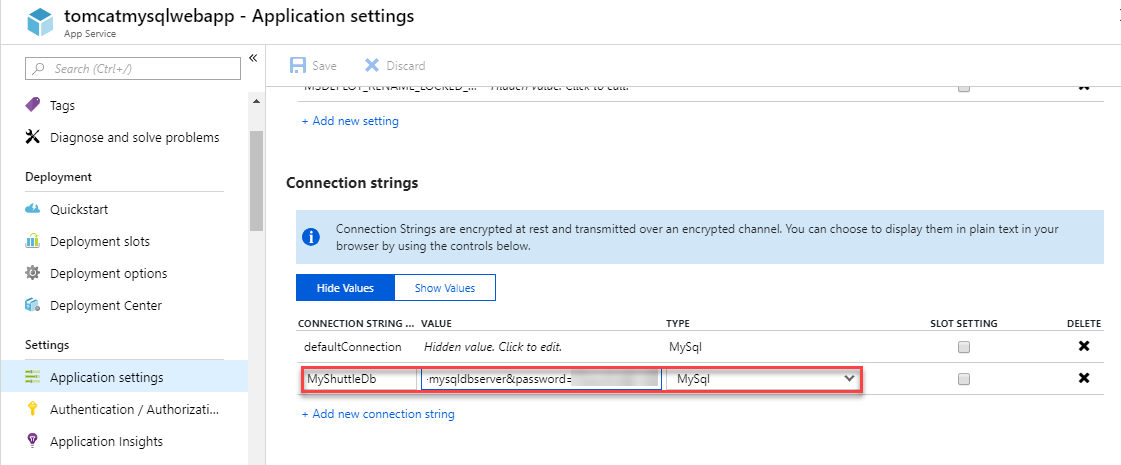 tomcatmysqlwebapp - Application settings
App Service
Search (Ctrl+/)
«
Save
Discard
Tags
Diagnose and solve problems
Deployment
Quickstart
Deployment slots
Deployment options
Deployment Center
Settings
Application settings
Authentication / Authorizati...
Application Insights
MSDEPLOY_RENAME_LOCKED_... Hidden value. Click to edit.
+ Add new setting
Connection strings
Connection Strings are encrypted at rest and transmitted over an encrypted channel. You can choose to display them in plain text in your
browser by using the controls below.
Hide Values Show Values
CONNECTION STRING ... VALUE TYPE SLOT SETTING DELETE
defaultConnection Hidden value. Click to edit. MySql
MyShuttleDb -mysqldbserver&password= MySql
+ Add new connection string